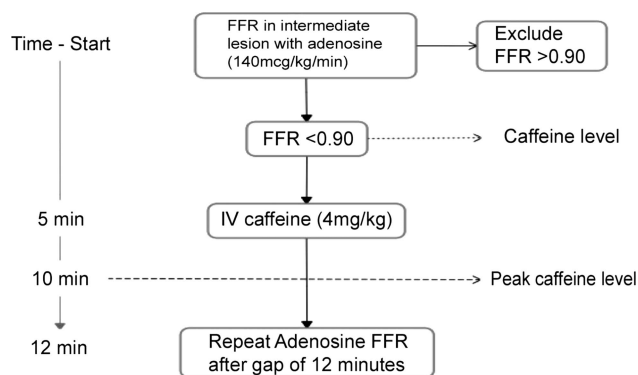 Time - Start
FFR in intermediate
lesion with adenosine
(140mcg/kg/min)
Exclude
FFR >0.90
FFR <0.90
Caffeine level
5 min
IV caffeine (4mg/kg)
10 min
Peak caffeine level
12 min
Repeat Adenosine FFR
after gap of 12 minutes